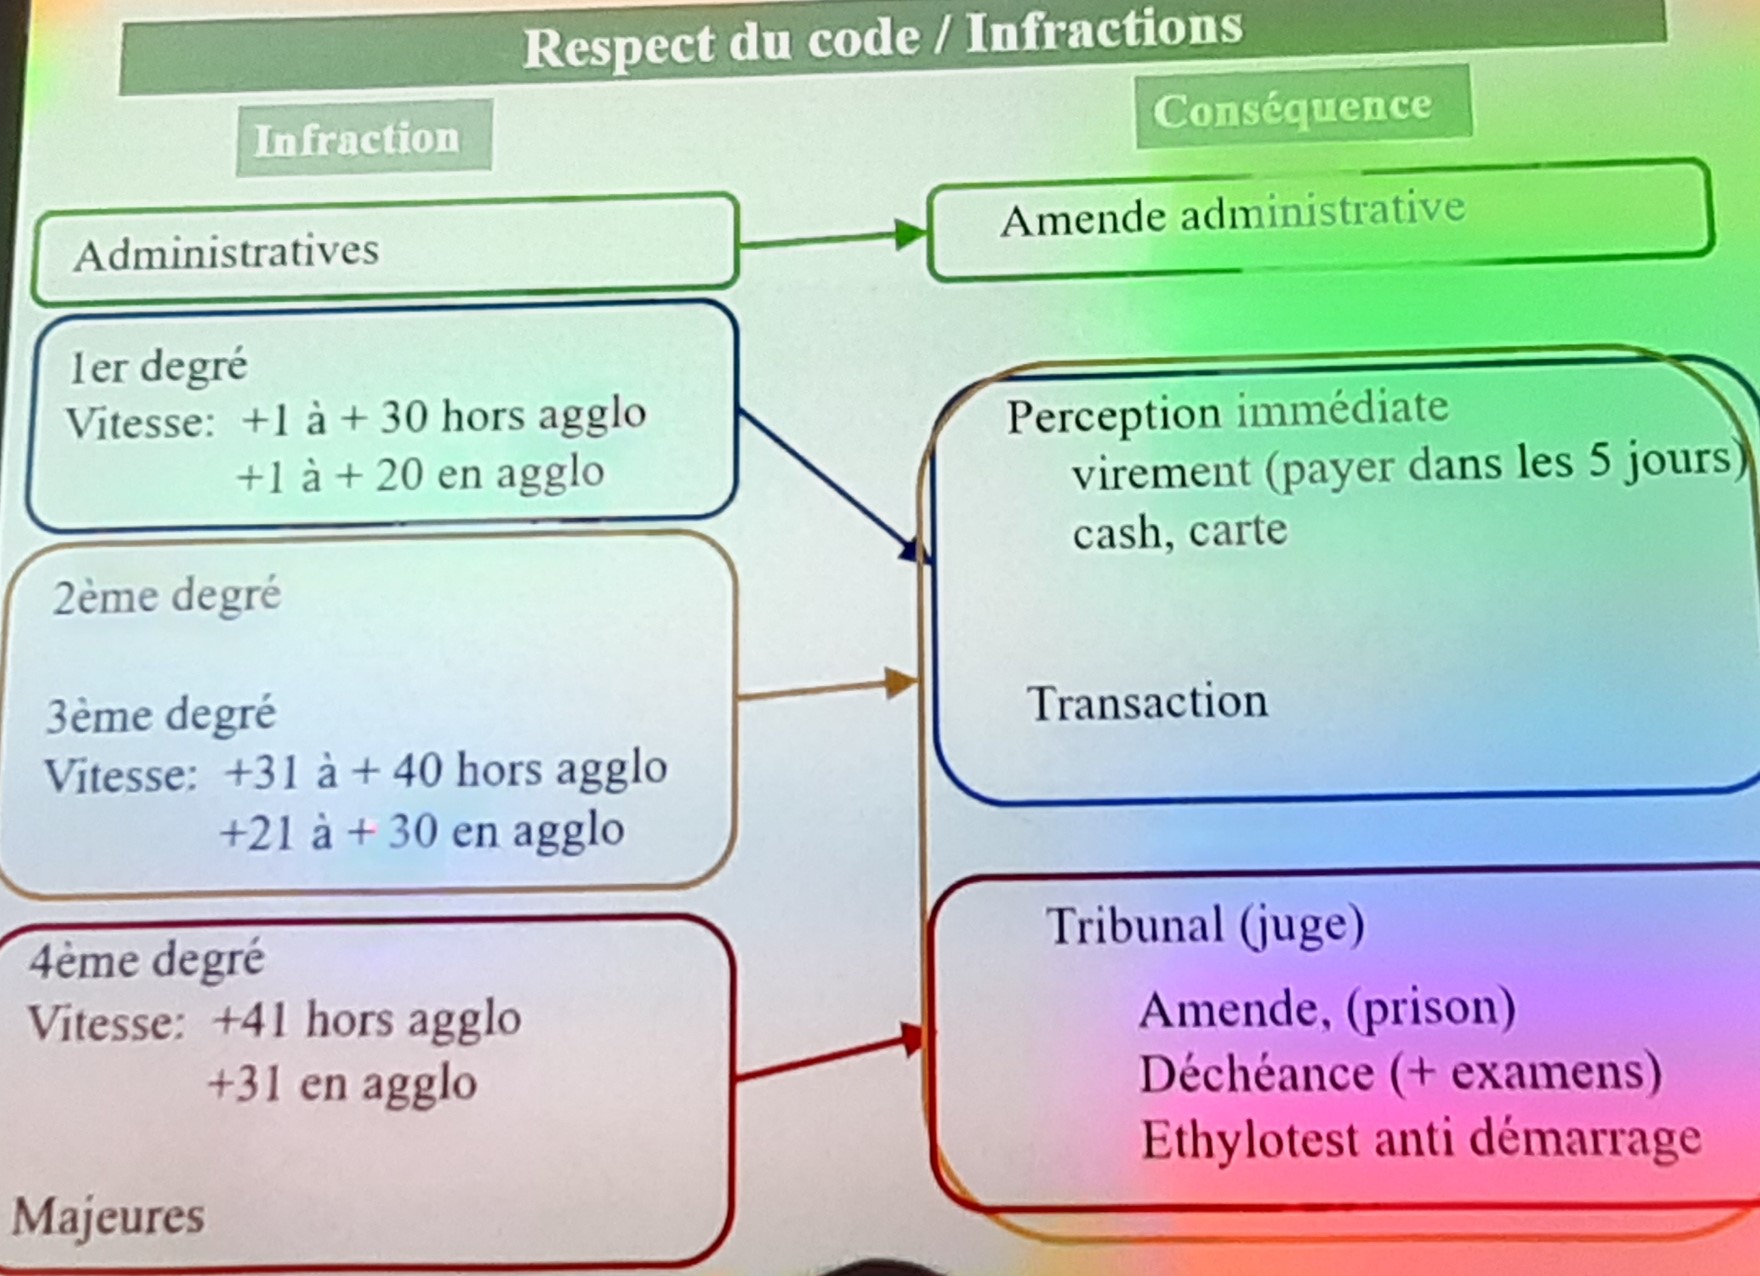 Respect du code / Infractions
Infraction
Conséquence
Administratives
Amende administrative
1er degré
Vitesse: +1 à + 30 hors agglo
+1 à + 20 en agglo
Perception immédiate
virement (payer dans les 5 jours)
cash, carte
Transaction
2ème degré
3ème degré
Vitesse: +31 à + 40 hors agglo
+21 à + 30 en agglo
4ème degré
Vitesse: +41 hors agglo
+31 en agglo
Majeures
Tribunal (juge)
Amende, (prison)
Déchéance (+ examens)
Ethylotest anti démarrage